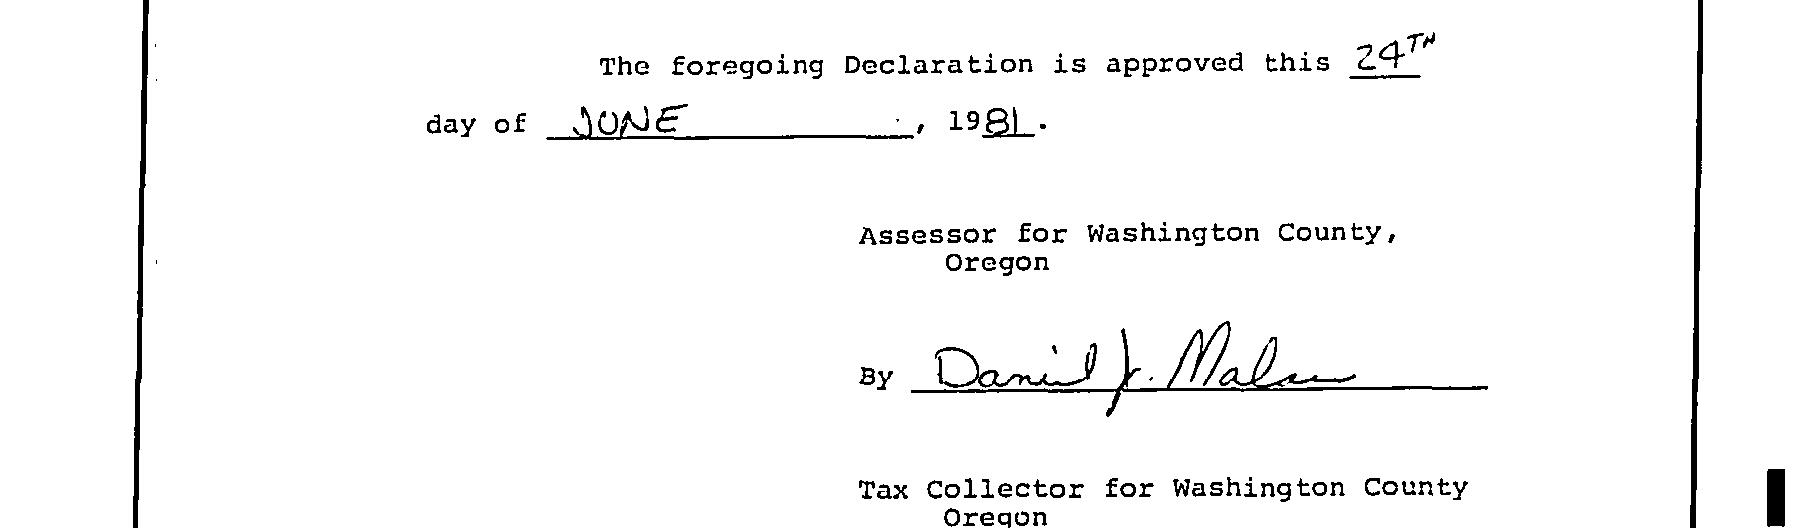 The foregoing Declaration is approved this 24TH
day of JUNE, 1981.
Assessor for Washington County,
Oregon
By Daniel J.
Tax Collector for Washington County
Oregon